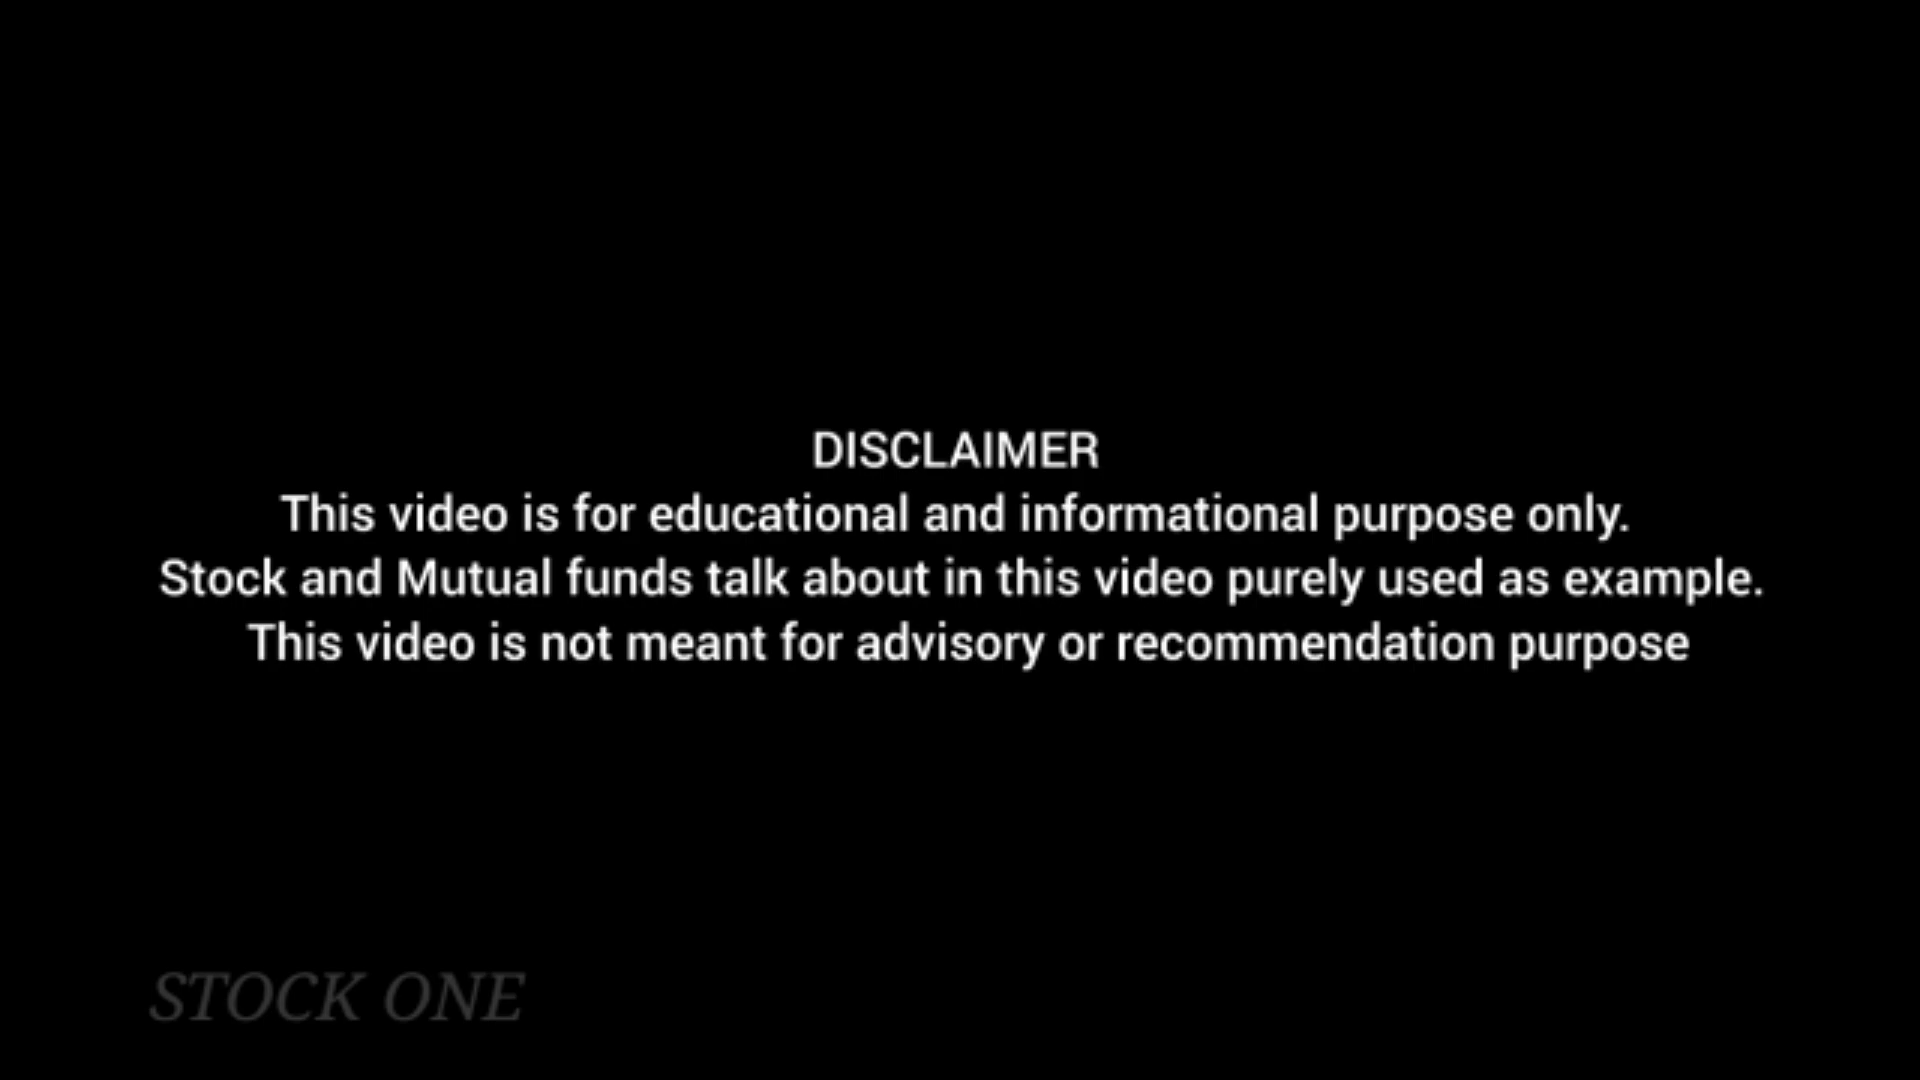 DISCLAIMER
This video is for educational and informational purpose only.
Stock and Mutual funds talk about in this video purely used as example.
This video is not meant for advisory or recommendation purpose
STOCK ONE